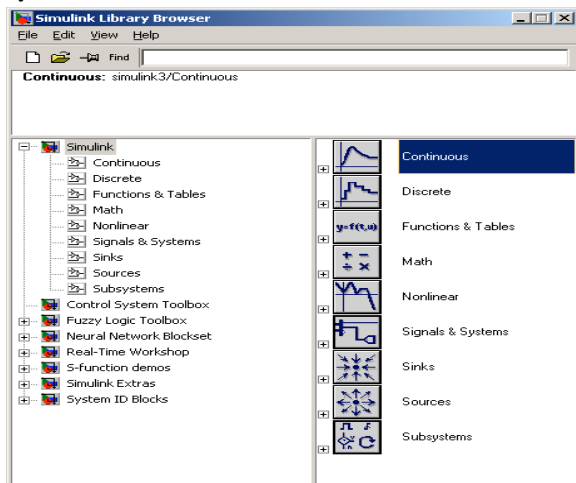 Simulink Library Browser
File Edit View Help
Find
Continuous: simulink3/Continuous
Simulink
Continuous
Discrete
Functions & Tables
Math
Nonlinear
Signals & Systems
Sinks
Sources
Subsystems
Control System Toolbox
Fuzzy Logic Toolbox
Neural Network Blockset
Real-Time Workshop
S-function demos
Simulink Extras
System ID Blocks
Continuous
Discrete
y=f(t,u)
Functions & Tables
Math
Nonlinear
Signals & Systems
Sinks
Sources
Subsystems